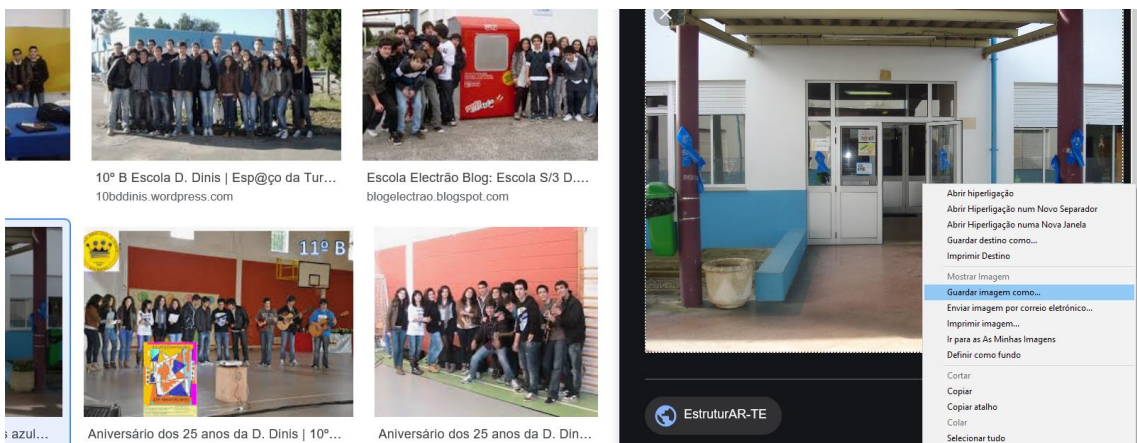 10º B Escola D. Dinis | Esp@ço da Tur...
10bddinis.wordpress.com
Escola Electrão Blog: Escola S/3 D....
blogelectrao.blogspot.com
11º B
s azul...
Aniversário dos 25 anos da D. Dinis | 10º...
Aniversário dos 25 anos da D. Din...
EstruturAR-TE
Abrir hiperligação
Abrir Hiperligação num Novo Separador
Abrir Hiperligação numa Nova Janela
Guardar destino como...
Imprimir Destino
Mostrar Imagem
Guardar imagem como...
Enviar imagem por correio eletrónico...
Imprimir imagem...
Ir para as As Minhas Imagens
Definir como fundo
Cortar
Copiar
Copiar atalho
Colar
Selecionar tudo